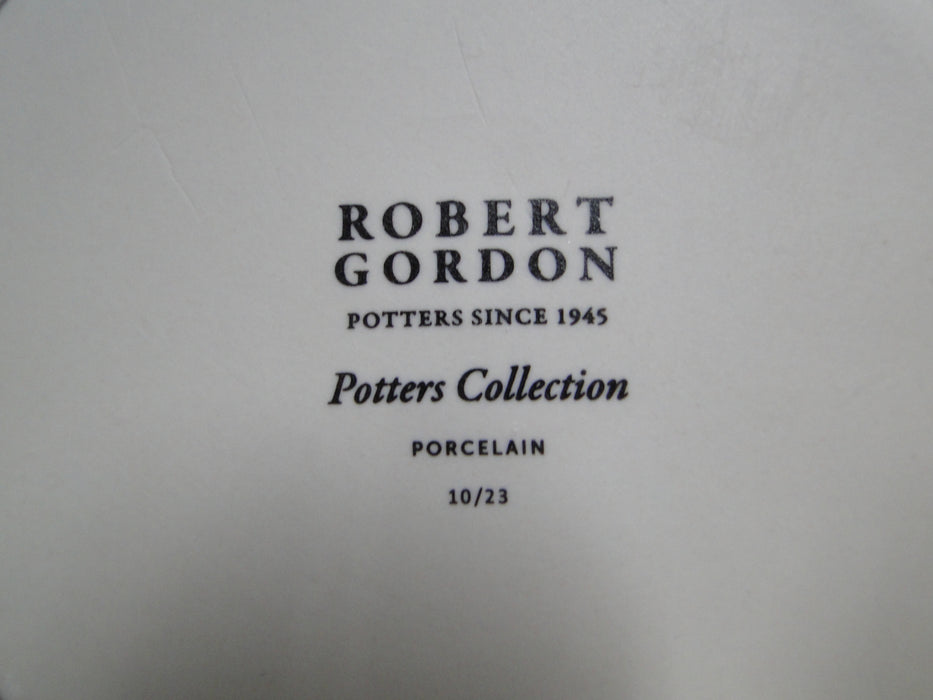 ROBERT
GORDON
POTTERS SINCE 1945
Potters Collection
PORCELAIN
10/23